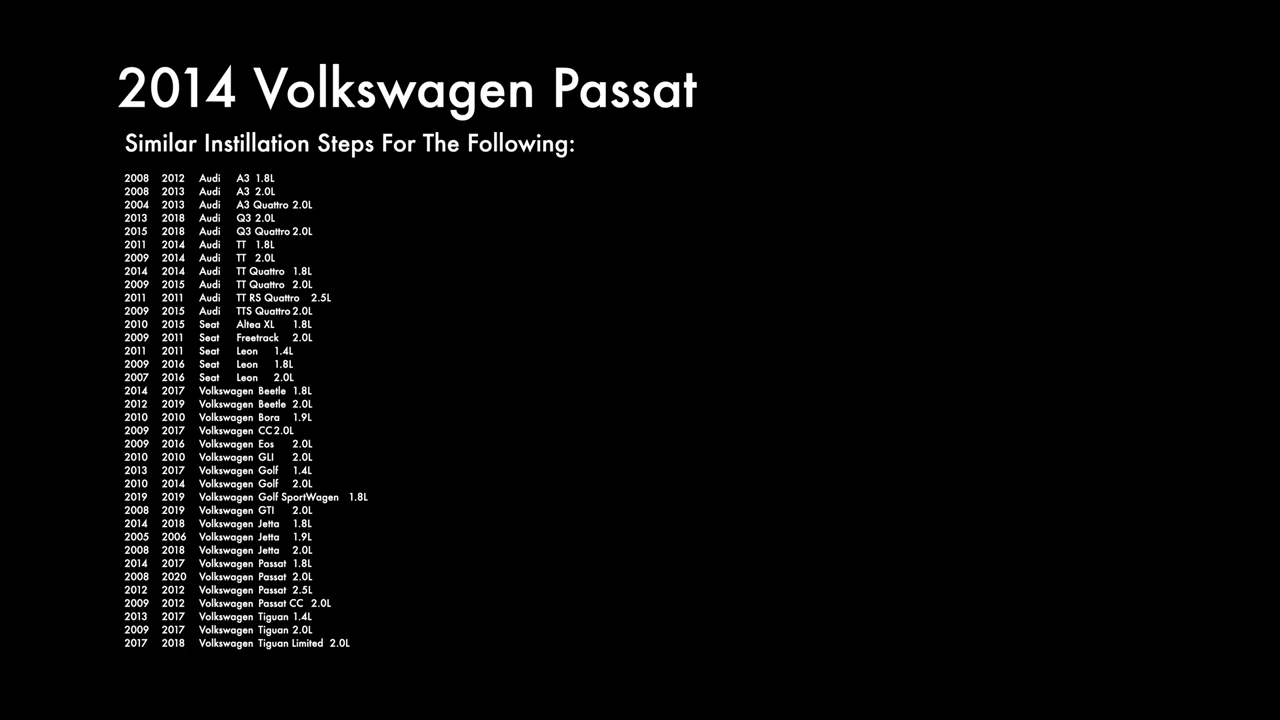 2014 Volkswagen Passat
Similar Instillation Steps For The Following:
2008 2012 Audi A3 1.8L
2008 2013 Audi A3 2.0L
2004 2013 Audi A3 Quattro 2.0L
2013 2018 Audi Q3 2.0L
2015 2018 Audi Q3 Quattro 2.0L
2011 2014 Audi TT 1.8L
2009 2014 Audi TT 2.0L
2014 2014 Audi TT Quattro 1.8L
2009 2015 Audi TT Quattro 2.0L
2011 2011 Audi TT RS Quattro 2.5L
2009 2015 Audi TTS Quattro 2.0L
2010 2015 Seat Altea XL 1.8L
2009 2011 Seat Freetrack 2.0L
2011 2011 Seat Leon 1.4L
2009 2016 Seat Leon 1.8L
2007 2016 Seat Leon 2.0L
2014 2017 Volkswagen Beetle 1.8L
2012 2019 Volkswagen Beetle 2.0L
2010 2010 Volkswagen Bora 1.9L
2009 2017 Volkswagen CC 2.0L
2009 2016 Volkswagen Eos 2.0L
2010 2010 Volkswagen GLI 2.0L
2013 2017 Volkswagen Golf 1.4L
2010 2014 Volkswagen Golf 2.0L
2019 2019 Volkswagen Golf SportWagen 1.8L
2008 2019 Volkswagen GTI 2.0L
2014 2018 Volkswagen Jetta 1.8L
2005 2006 Volkswagen Jetta 1.9L
2008 2018 Volkswagen Jetta 2.0L
2014 2017 Volkswagen Passat 1.8L
2008 2020 Volkswagen Passat 2.0L
2012 2012 Volkswagen Passat 2.5L
2009 2012 Volkswagen Passat CC 2.0L
2013 2017 Volkswagen Tiguan 1.4L
2009 2017 Volkswagen Tiguan 2.0L
2017 2018 Volkswagen Tiguan Limited 2.0L